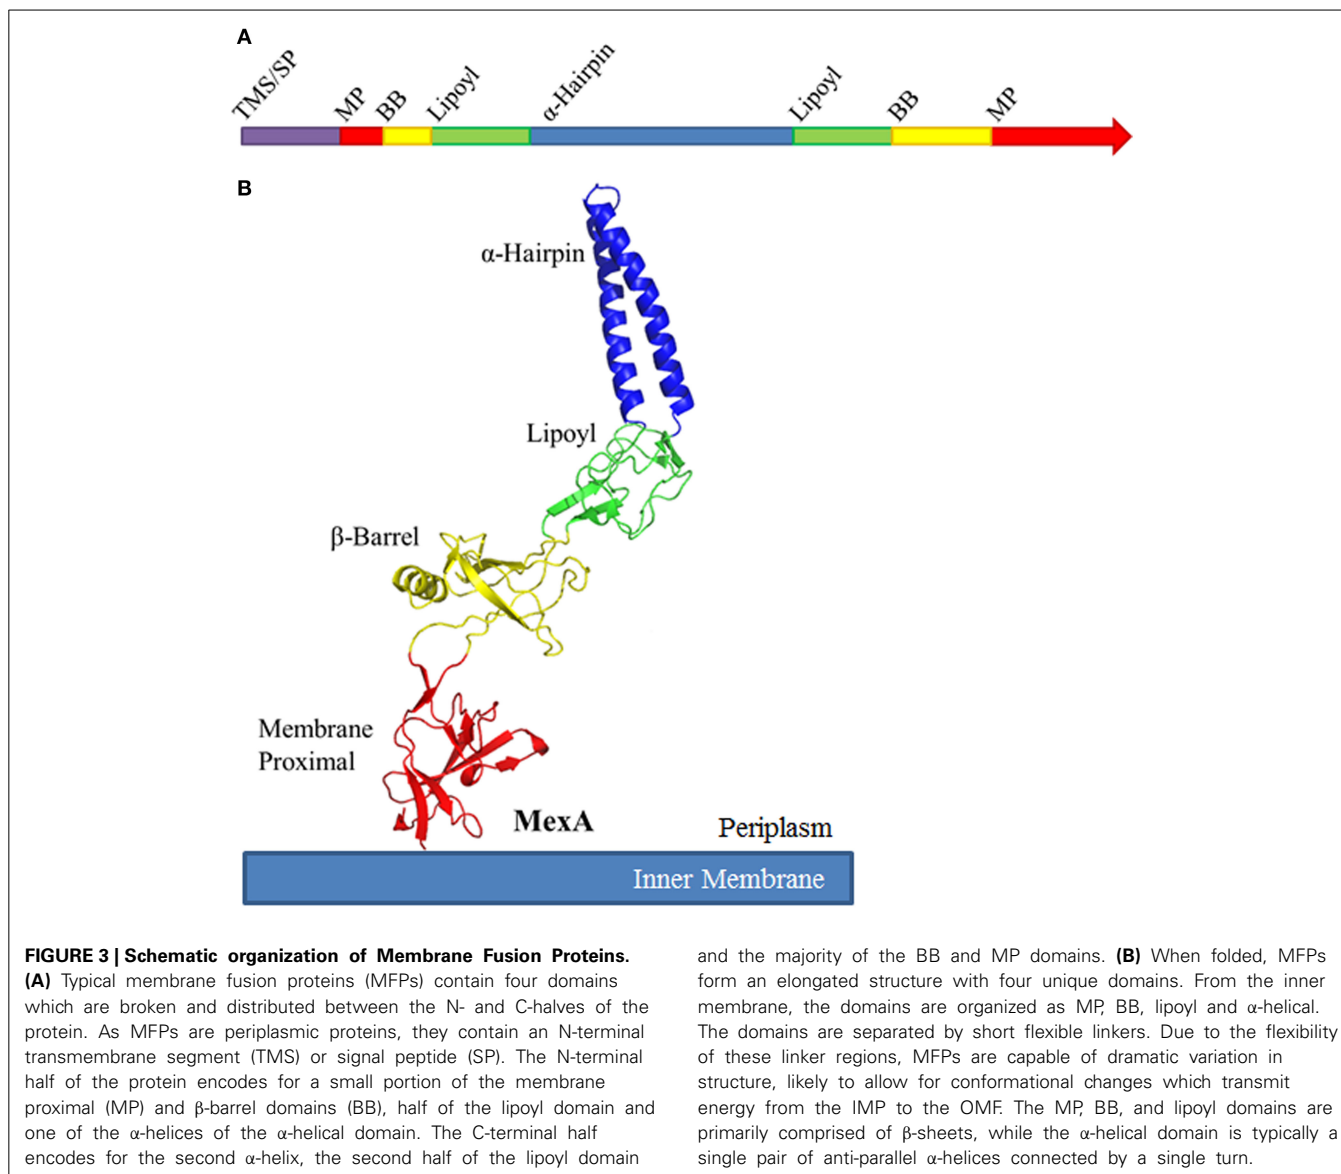 A
TMS/SP
MP
BB
Lipoyl
α-Hairpin
Lipoyl
BB
MP
B
α-Hairpin
Lipoyl
β-Barrel
Membrane
Proximal
MexA
Periplasm
Inner Membrane
FIGURE 3 | Schematic organization of Membrane Fusion Proteins.
(A) Typical membrane fusion proteins (MFPs) contain four domains
which are broken and distributed between the N- and C-halves of the
protein. As MFPs are periplasmic proteins, they contain an N-terminal
transmembrane segment (TMS) or signal peptide (SP). The N-terminal
half of the protein encodes for a small portion of the membrane
proximal (MP) and β-barrel domains (BB), half of the lipoyl domain and
one of the α-helices of the α-helical domain. The C-terminal half
encodes for the second α-helix, the second half of the lipoyl domain
and the majority of the BB and MP domains. (B) When folded, MFPs
form an elongated structure with four unique domains. From the inner
membrane, the domains are organized as MP, BB, lipoyl and α-helical.
The domains are separated by short flexible linkers. Due to the flexibility
of these linker regions, MFPs are capable of dramatic variation in
structure, likely to allow for conformational changes which transmit
energy from the IMP to the OMF. The MP, BB, and lipoyl domains are
primarily comprised of β-sheets, while the α-helical domain is typically a
single pair of anti-parallel α-helices connected by a single turn.